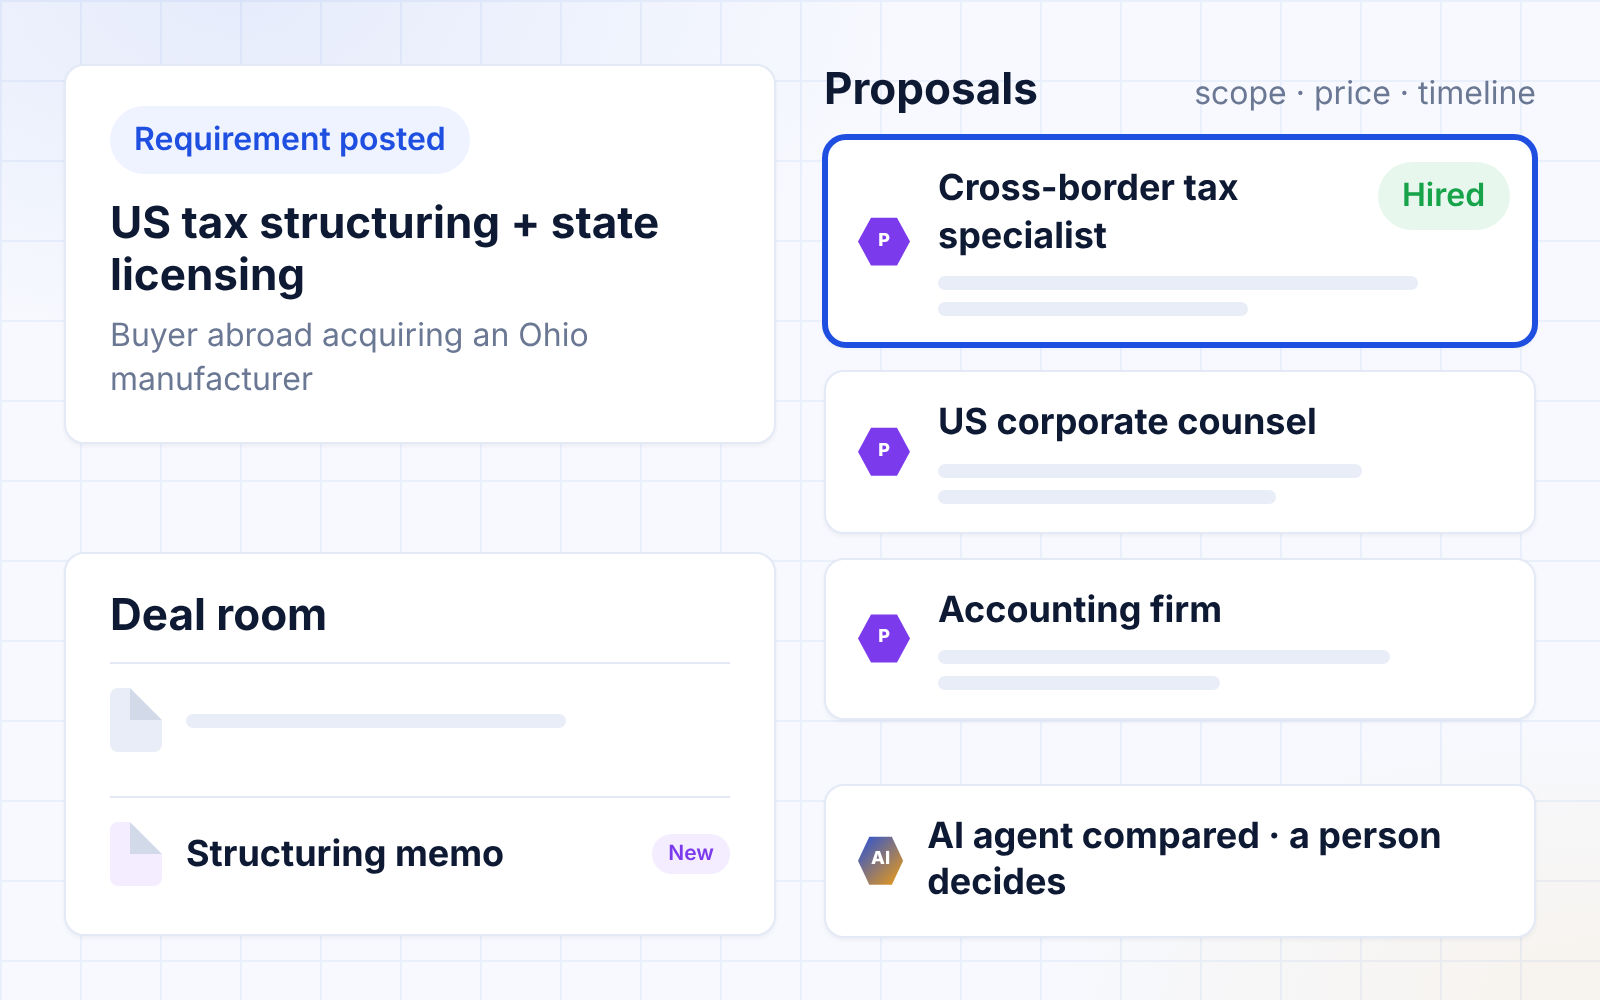 Requirement posted
US tax structuring + state
licensing
Buyer abroad acquiring an Ohio
manufacturer
Deal room
Structuring memo
New
Proposals
scope · price · timeline
P
Cross-border tax
specialist
Hired
P
US corporate counsel
P
Accounting firm
AI
AI agent compared · a person
decides